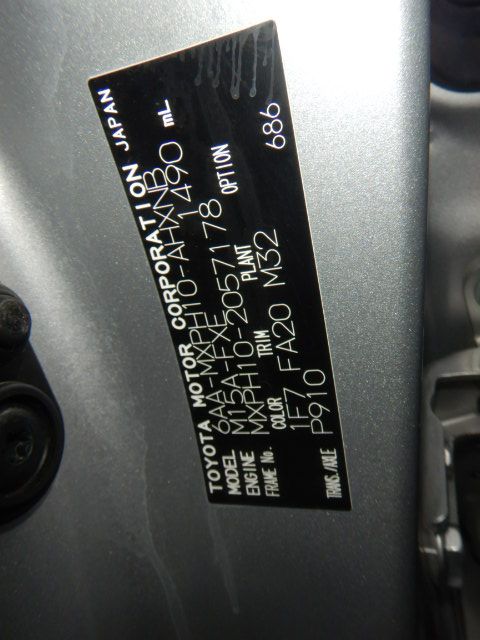 TOYOTA MOTOR CORPORATION JAPAN
MODEL 6AA-MXPH10-AHXNB
ENGINE M15A-FXE 1490 mL
FRAME No. MXPH10-2057178
COLOR TRIM PLANT OPTION
1F7 FA20 M32 686
TRANS./AXLE P910